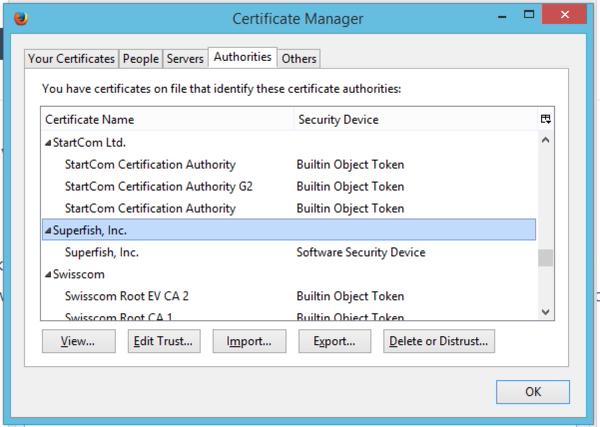 Certificate Manager
Your Certificates People Servers Authorities Others
You have certificates on file that identify these certificate authorities:
Certificate Name Security Device
StartCom Ltd.
StartCom Certification Authority Builtin Object Token
StartCom Certification Authority G2 Builtin Object Token
StartCom Certification Authority Builtin Object Token
Superfish, Inc.
Superfish, Inc. Software Security Device
Swisscom
Swisscom Root EV CA 2 Builtin Object Token
Swisscom Root CA 1 Builtin Object Token
View... Edit Trust... Import... Export... Delete or Distrust...
OK